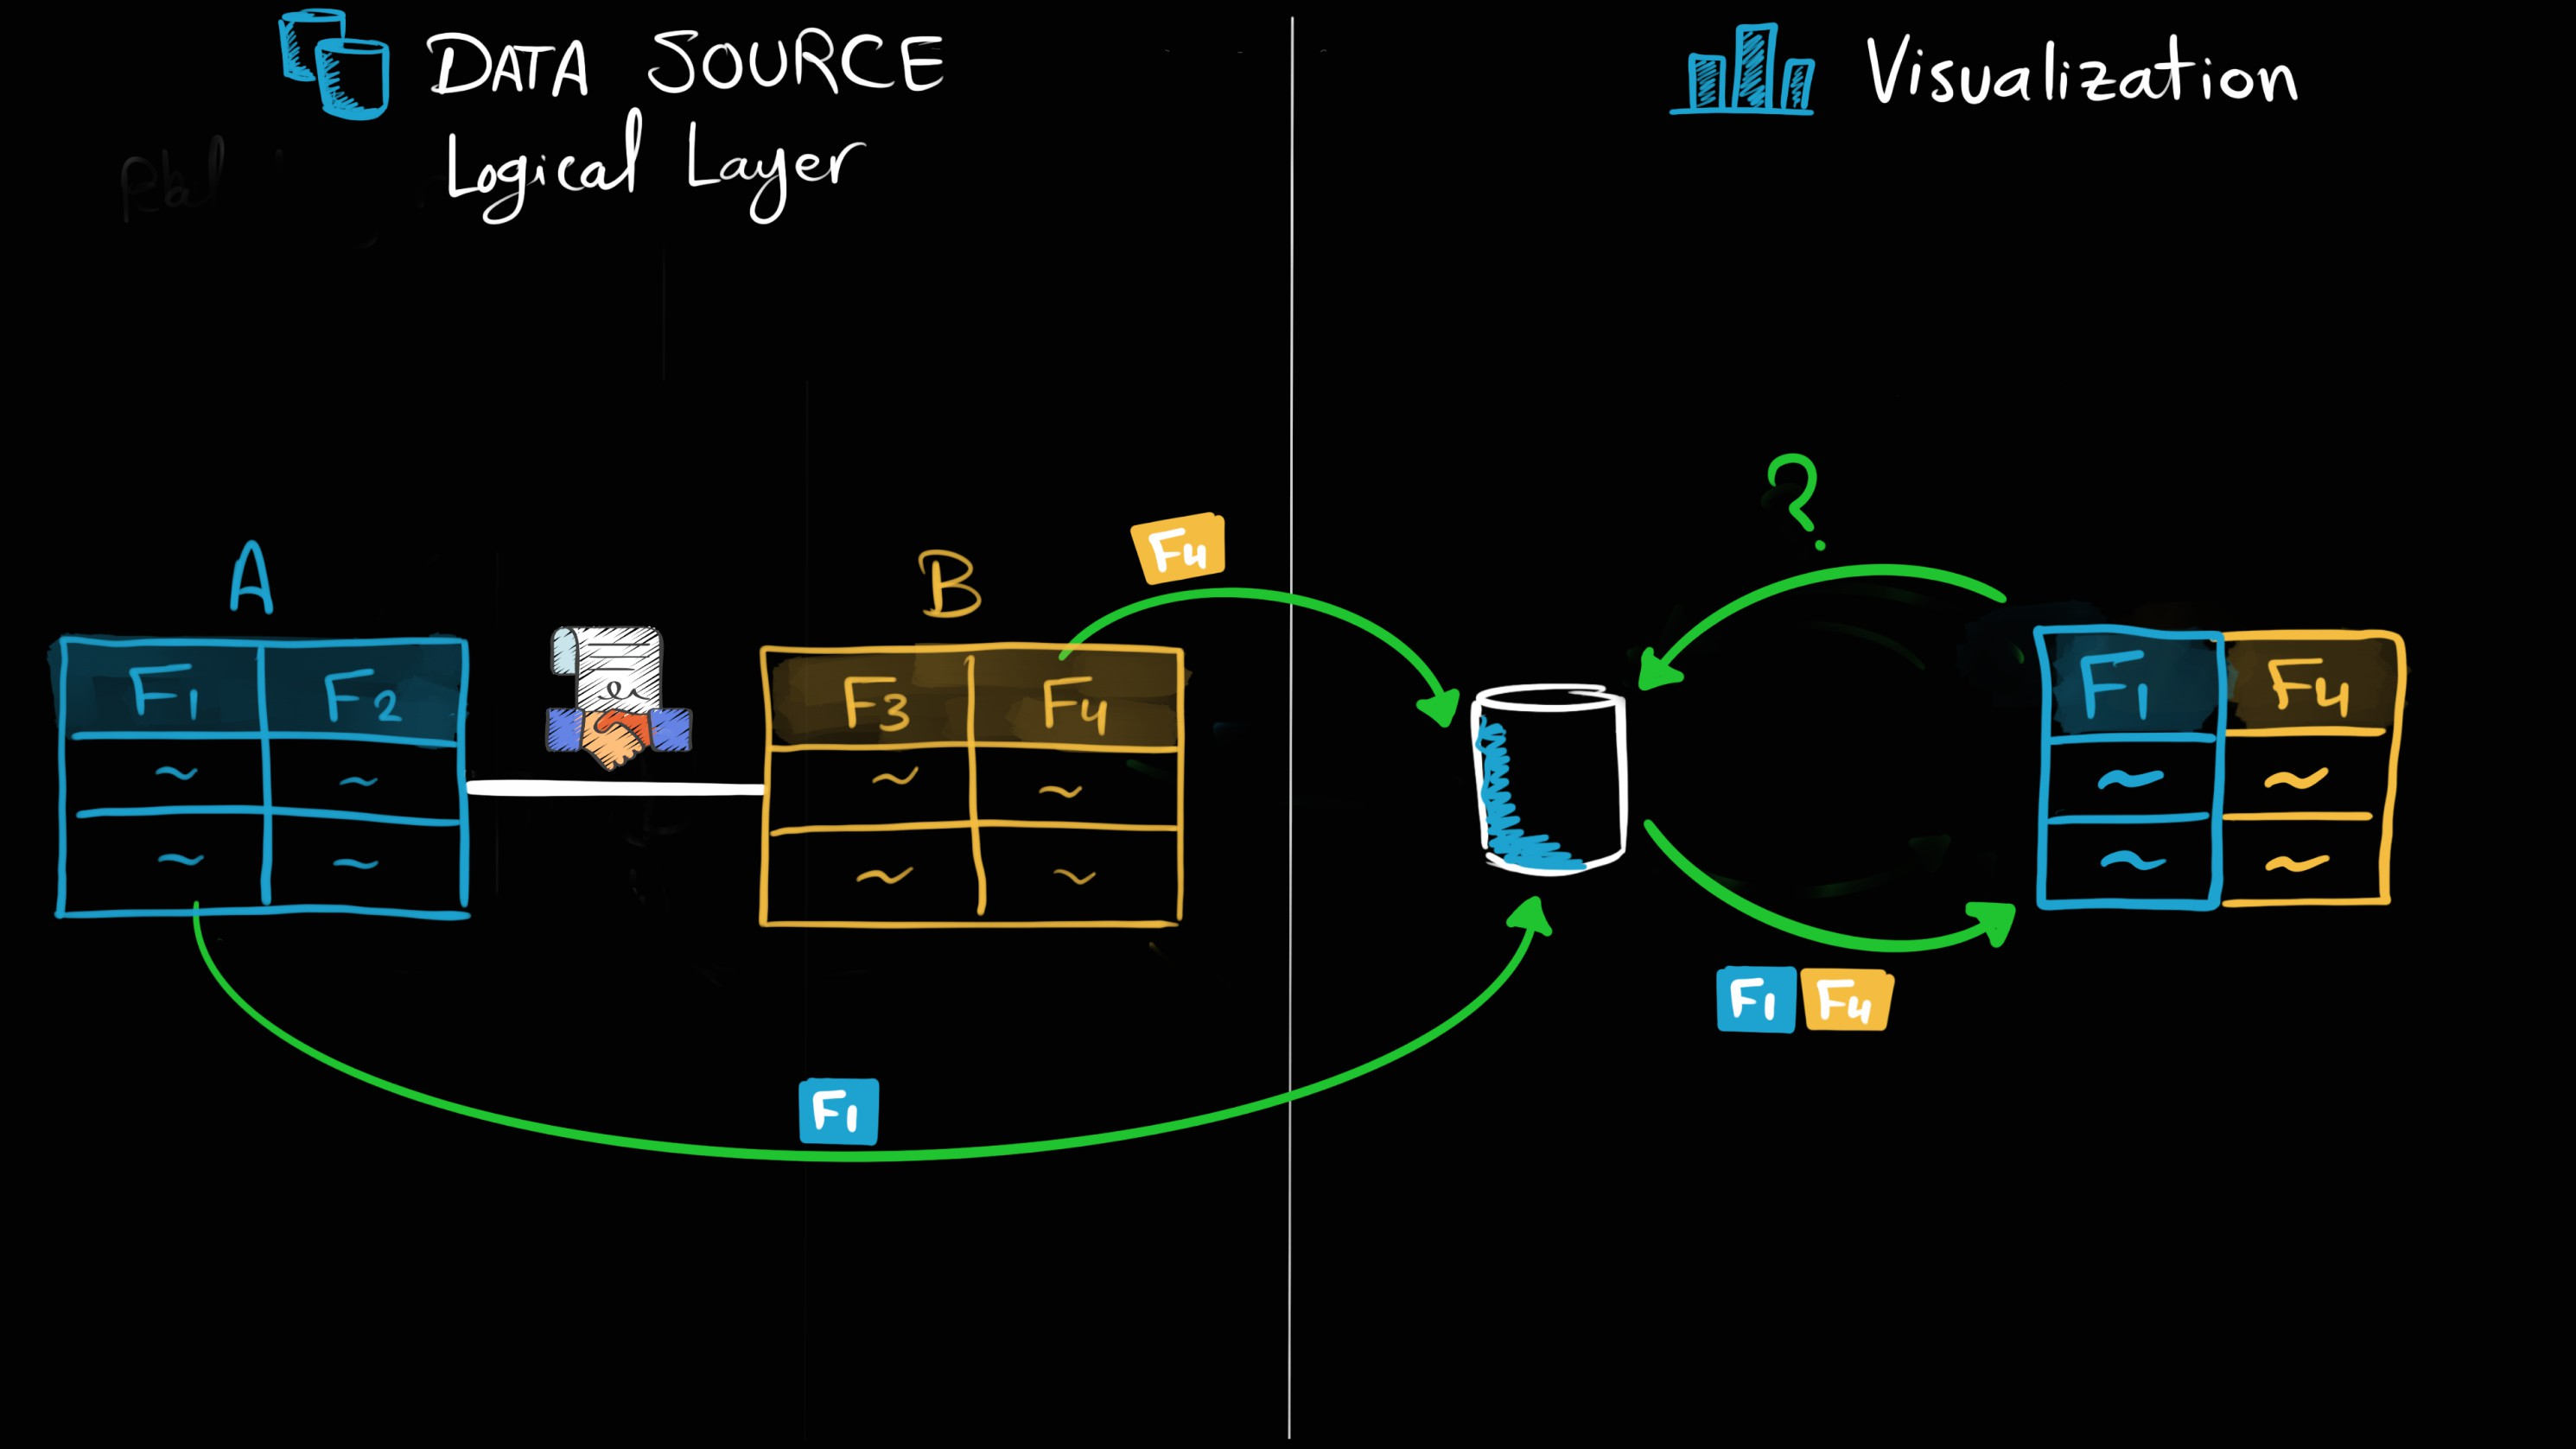 DATA SOURCE
Logical Layer
Visualization
?
A
B
F4
F1 F2
F3 F4
F1 F4
~ ~
~ ~
~ ~
~ ~
~ ~
~ ~
F1 F4
F1